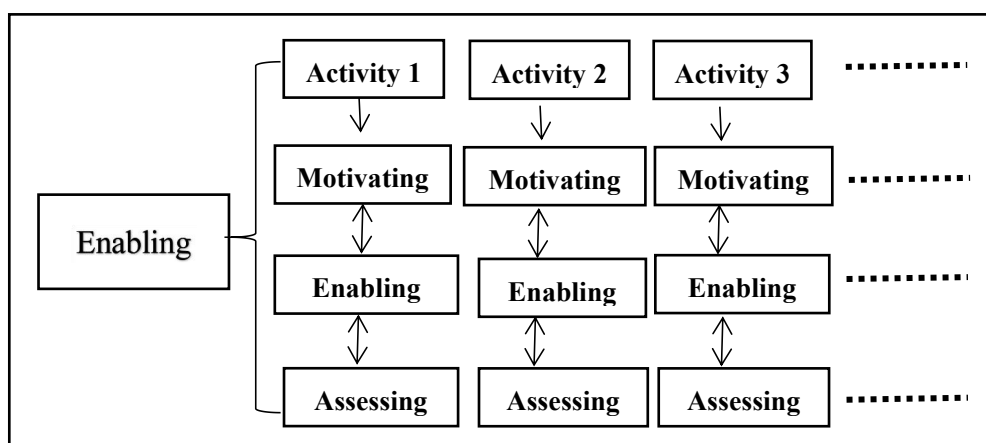 Activity 1 Activity 2 Activity 3
Motivating Motivating Motivating
Enabling
Enabling Enabling Enabling
Assessing Assessing Assessing